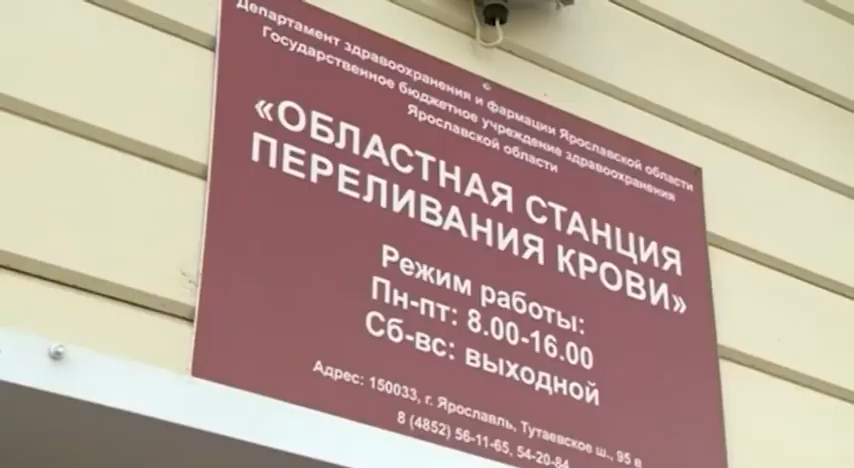 Департамент здравоохранения и фармации Ярославской области
Государственное бюджетное учреждение здравоохранения
Ярославской области
«ОБЛАСТНАЯ СТАНЦИЯ
ПЕРЕЛИВАНИЯ КРОВИ»
Режим работы:
Пн-пт: 8.00-16.00
Сб-вс: выходной
Адрес: 150033, г. Ярославль, Тутаевское ш., 95 в
8 (4852) 56-11-65, 54-20-84